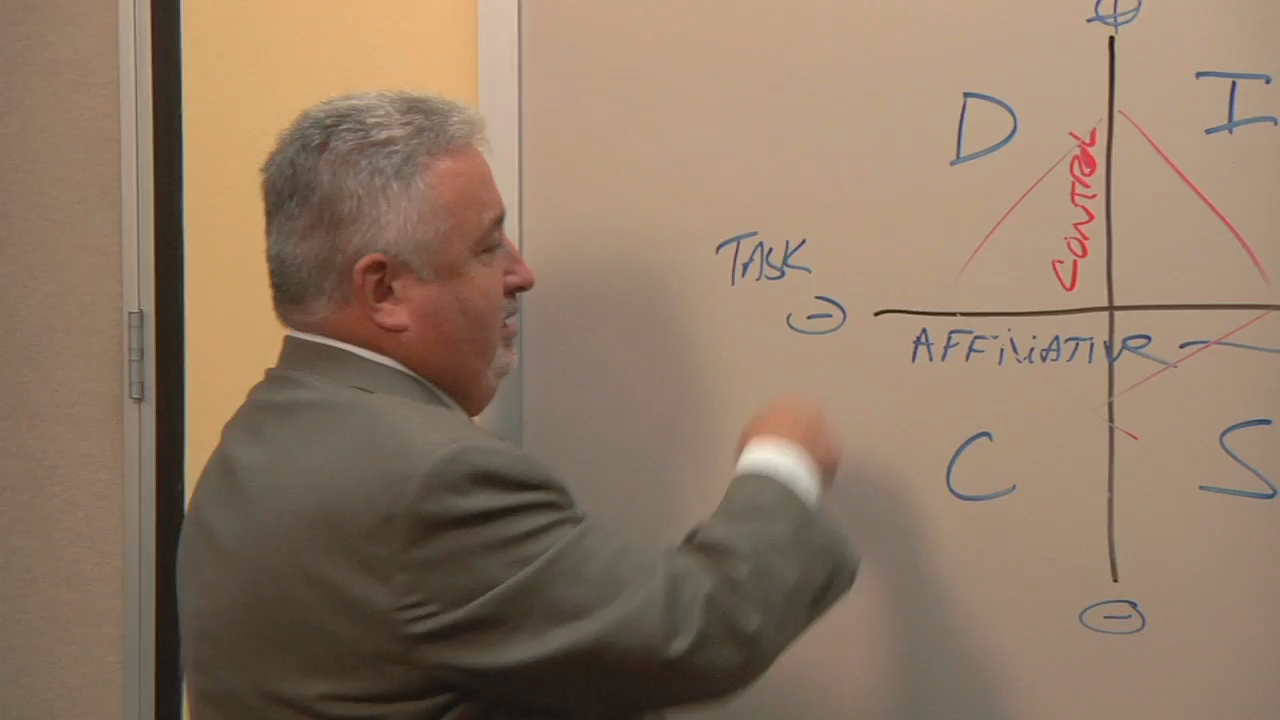 D I
CONTROL
TASK
AFFILIATIVE
C S